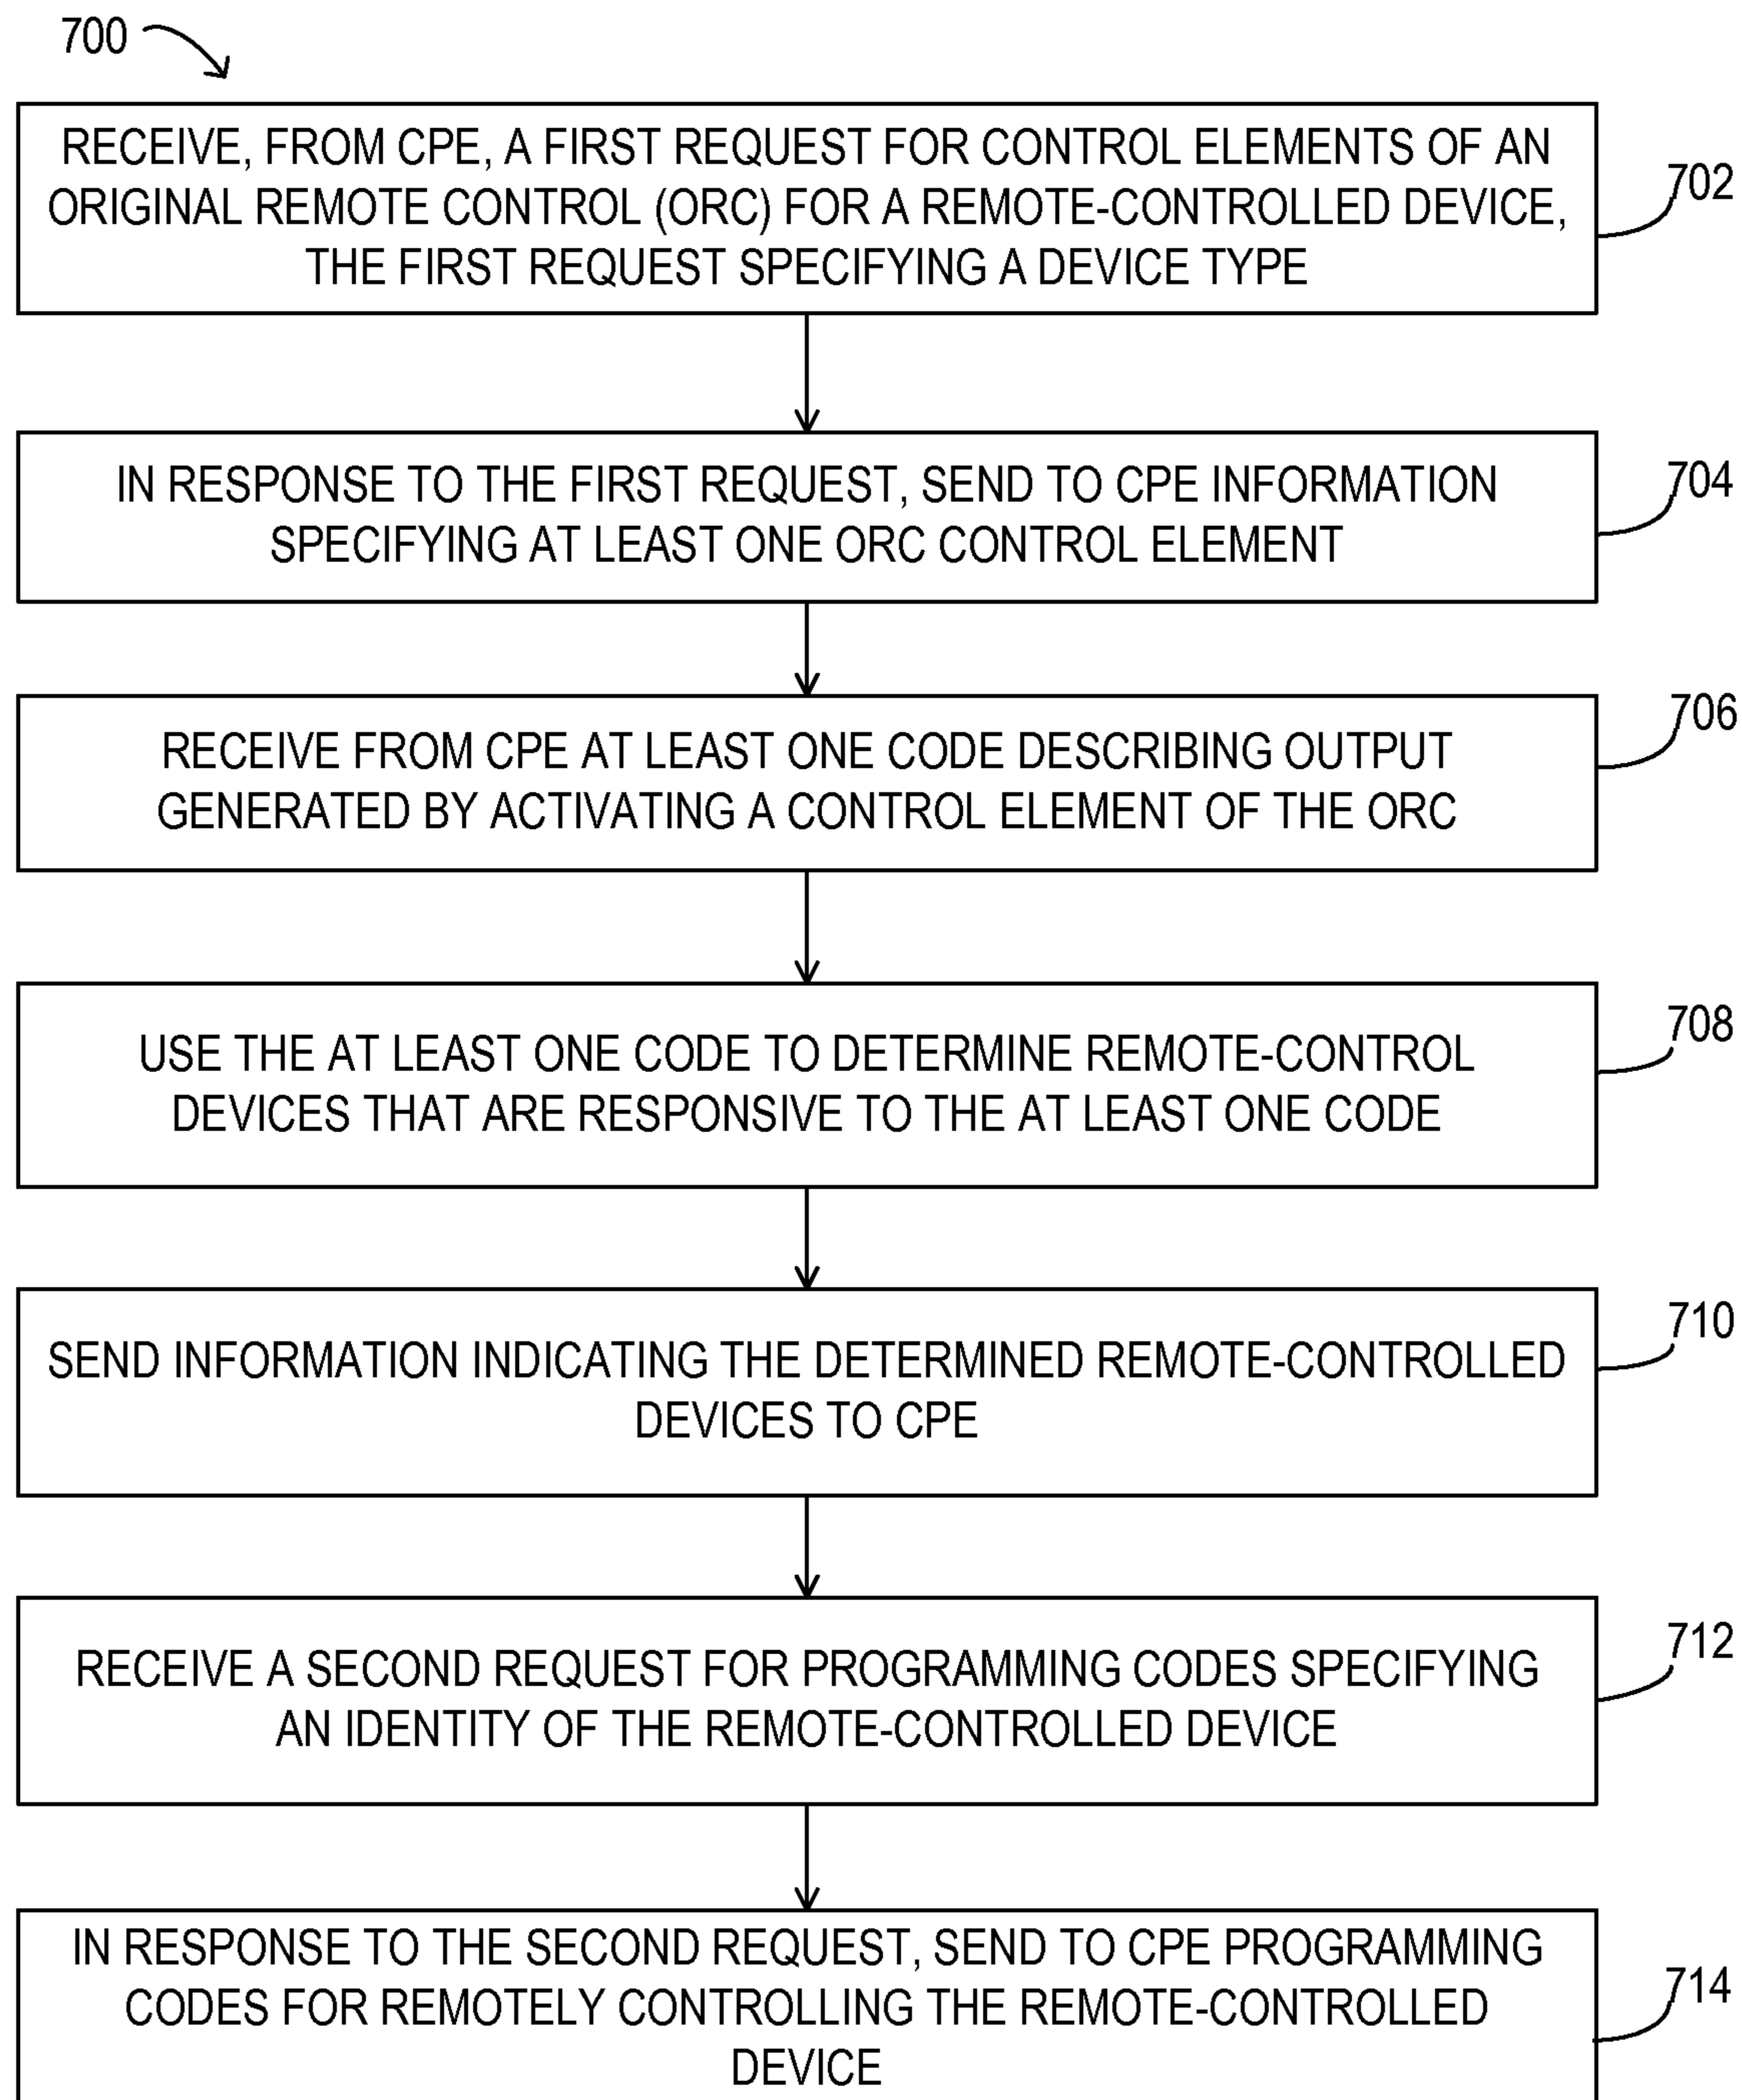 700
RECEIVE, FROM CPE, A FIRST REQUEST FOR CONTROL ELEMENTS OF AN
ORIGINAL REMOTE CONTROL (ORC) FOR A REMOTE-CONTROLLED DEVICE,
THE FIRST REQUEST SPECIFYING A DEVICE TYPE
702
IN RESPONSE TO THE FIRST REQUEST, SEND TO CPE INFORMATION
SPECIFYING AT LEAST ONE ORC CONTROL ELEMENT
704
RECEIVE FROM CPE AT LEAST ONE CODE DESCRIBING OUTPUT
GENERATED BY ACTIVATING A CONTROL ELEMENT OF THE ORC
706
USE THE AT LEAST ONE CODE TO DETERMINE REMOTE-CONTROL
DEVICES THAT ARE RESPONSIVE TO THE AT LEAST ONE CODE
708
SEND INFORMATION INDICATING THE DETERMINED REMOTE-CONTROLLED
DEVICES TO CPE
710
RECEIVE A SECOND REQUEST FOR PROGRAMMING CODES SPECIFYING
AN IDENTITY OF THE REMOTE-CONTROLLED DEVICE
712
IN RESPONSE TO THE SECOND REQUEST, SEND TO CPE PROGRAMMING
CODES FOR REMOTELY CONTROLLING THE REMOTE-CONTROLLED
DEVICE
714